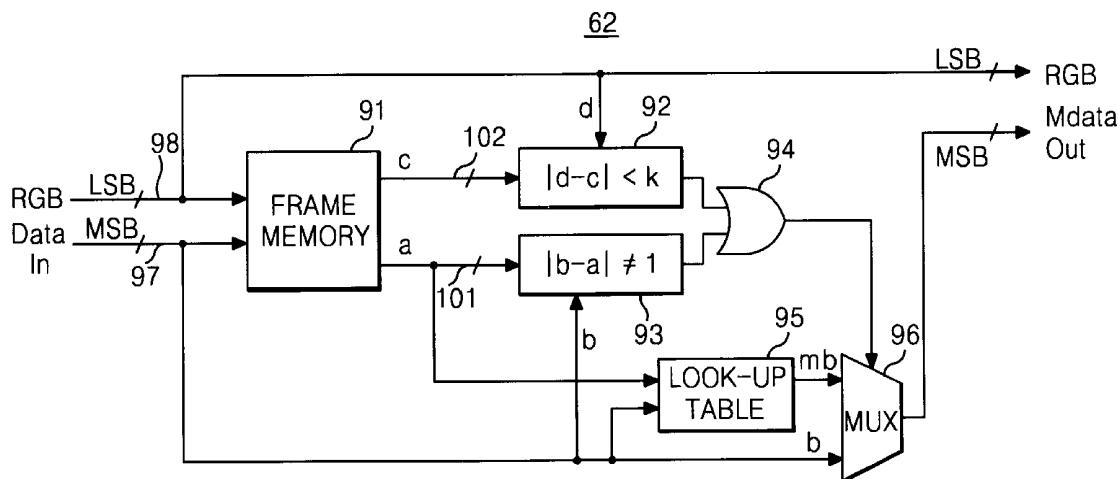 62
LSB
RGB
Mdata
Out
MSB
91
92
94
98
102
c
d
|d-c| < k
RGB
Data
In
LSB
MSB
97
FRAME
MEMORY
a
101
|b-a| ≠ 1
93
b
95
96
LOOK-UP
TABLE
mb
MUX
b